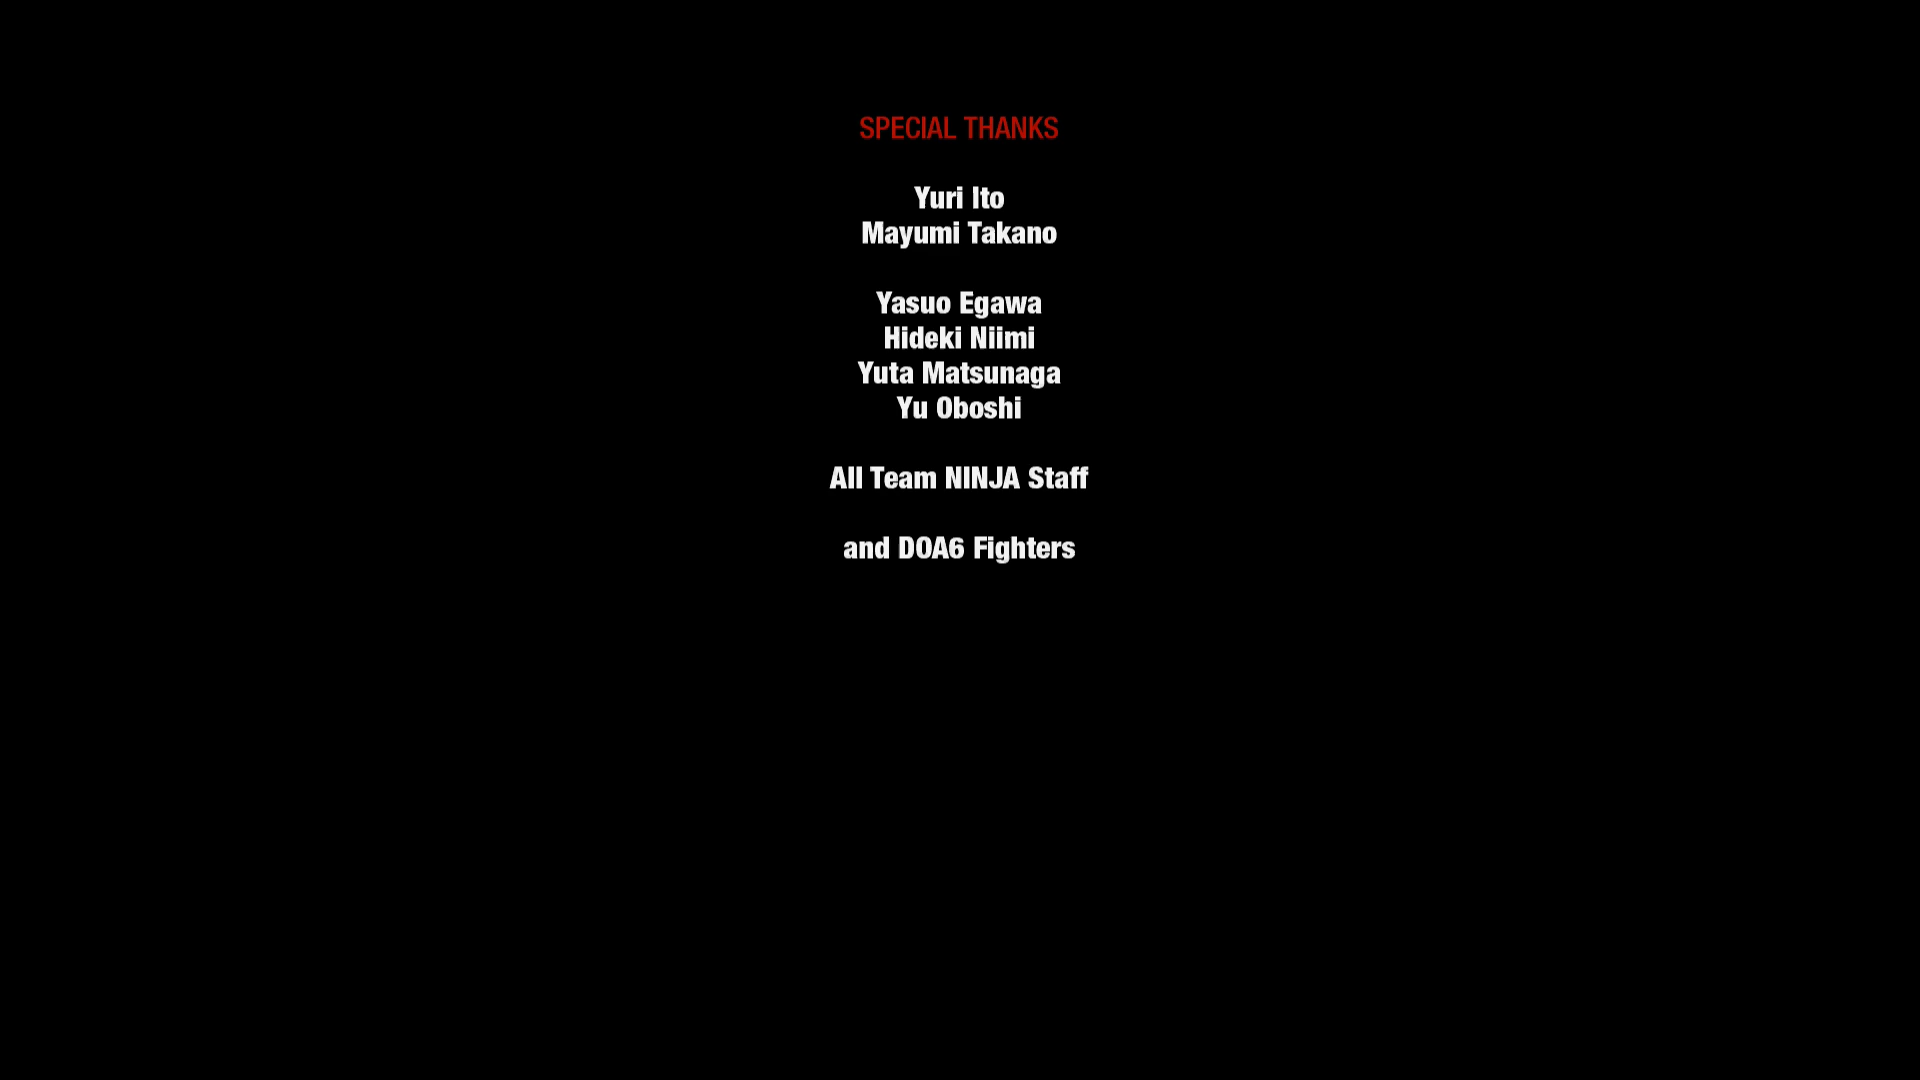 SPECIAL THANKS
Yuri Ito
Mayumi Takano
Yasuo Egawa
Hideki Niimi
Yuta Matsunaga
Yu Oboshi
All Team NINJA Staff
and DOA6 Fighters